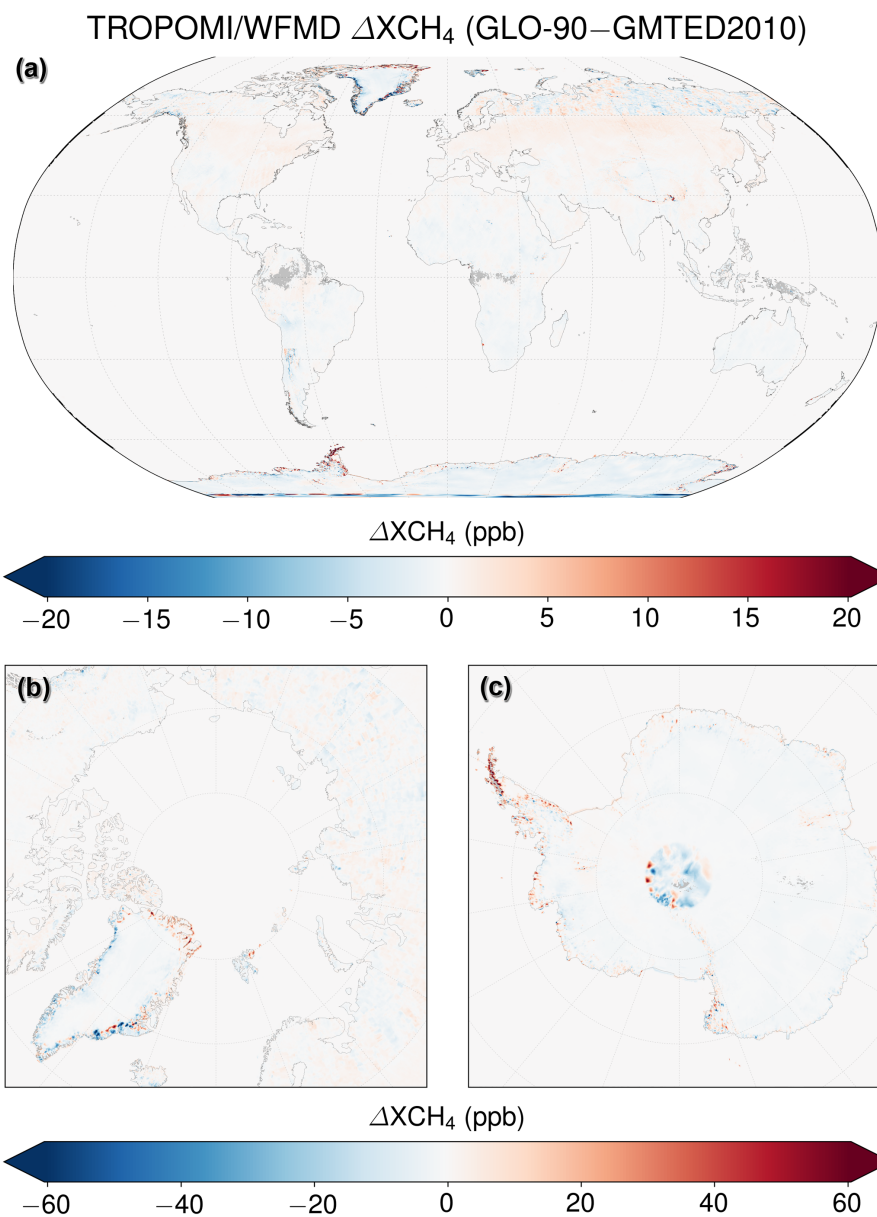 TROPOMI/WFMD ΔXCH₄ (GLO-90−GMTED2010)
(a)
ΔXCH₄ (ppb)
−20 −15 −10 −5 0 5 10 15 20
(b) (c)
ΔXCH₄ (ppb)
−60 −40 −20 0 20 40 60